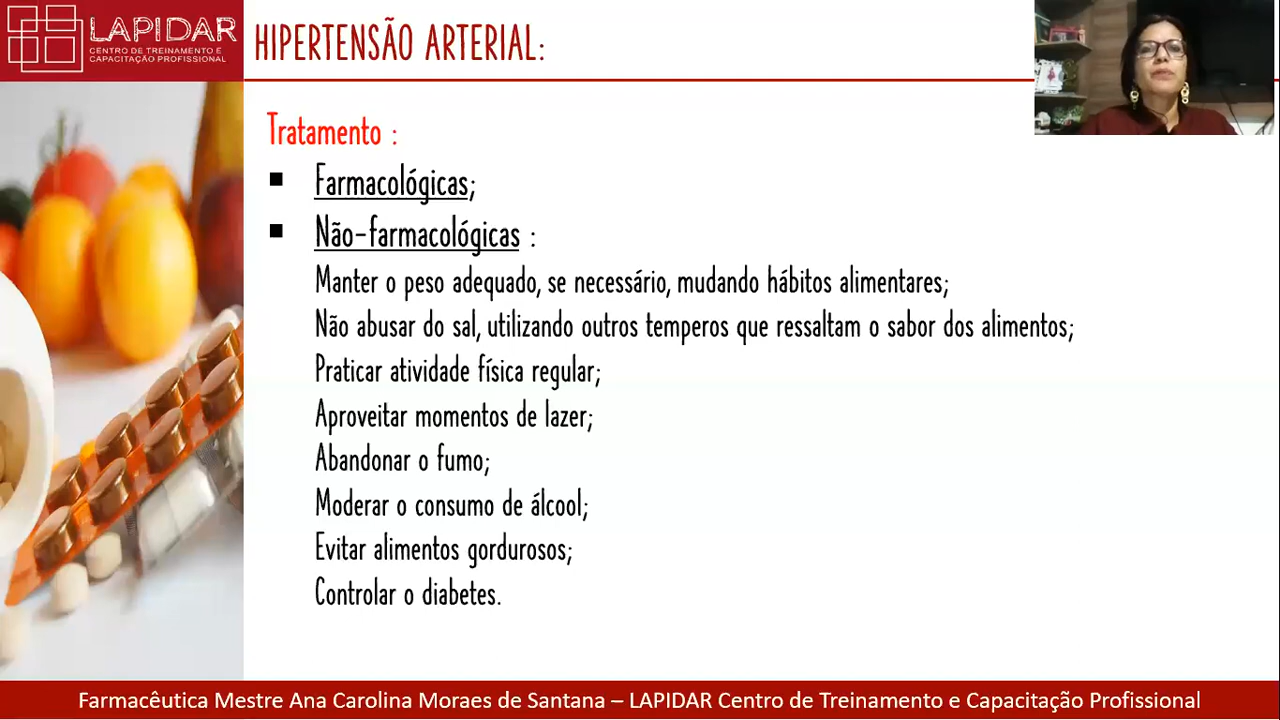 LAPIDAR
CENTRO DE TREINAMENTO E
CAPACITAÇÃO PROFISSIONAL
HIPERTENSÃO ARTERIAL:
Tratamento :
▪ Farmacológicas;
▪ Não-farmacológicas :
Manter o peso adequado, se necessário, mudando hábitos alimentares;
Não abusar do sal, utilizando outros temperos que ressaltam o sabor dos alimentos;
Praticar atividade física regular;
Aproveitar momentos de lazer;
Abandonar o fumo;
Moderar o consumo de álcool;
Evitar alimentos gordurosos;
Controlar o diabetes.
Farmacêutica Mestre Ana Carolina Moraes de Santana – LAPIDAR Centro de Treinamento e Capacitação Profissional